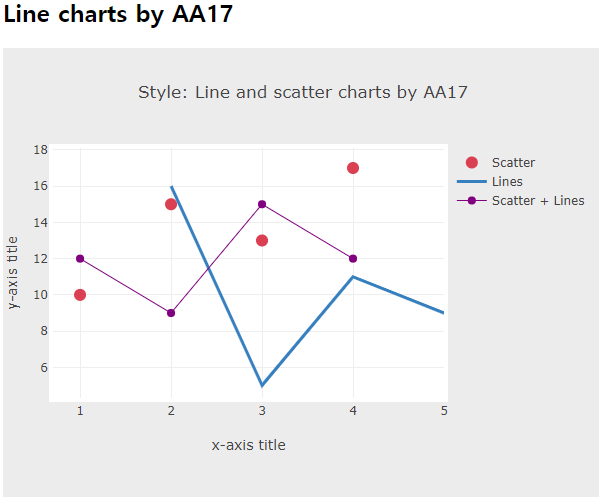 Line charts by AA17
Style: Line and scatter charts by AA17
18
16
14
12
10
8
6
y-axis title
1 2 3 4 5
x-axis title
Scatter
Lines
Scatter + Lines